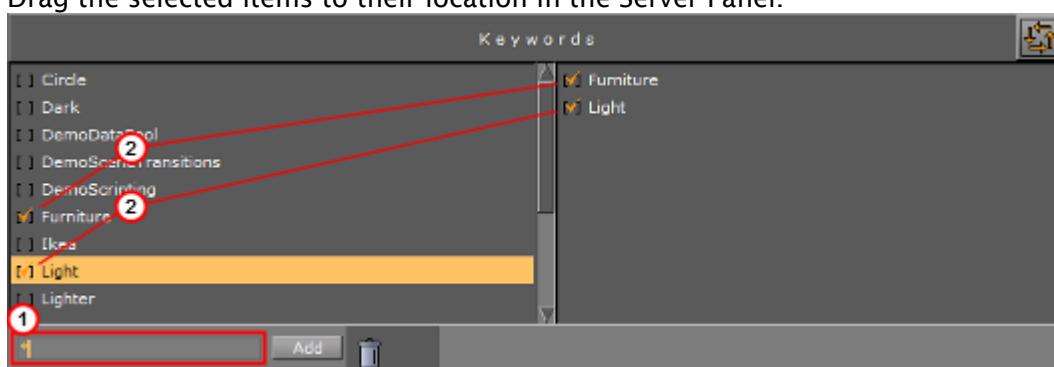 Drag the selected items to their location in the Server Panel.
Keywords
[ ] Circle
[ ] Dark
[ ] DemoDataPool
[ ] DemoSceneTransitions
[ ] DemoScripting
Furniture
[ ] Ikea
Light
[ ] Lighter
Furniture
Light
2
2
1
*
Add